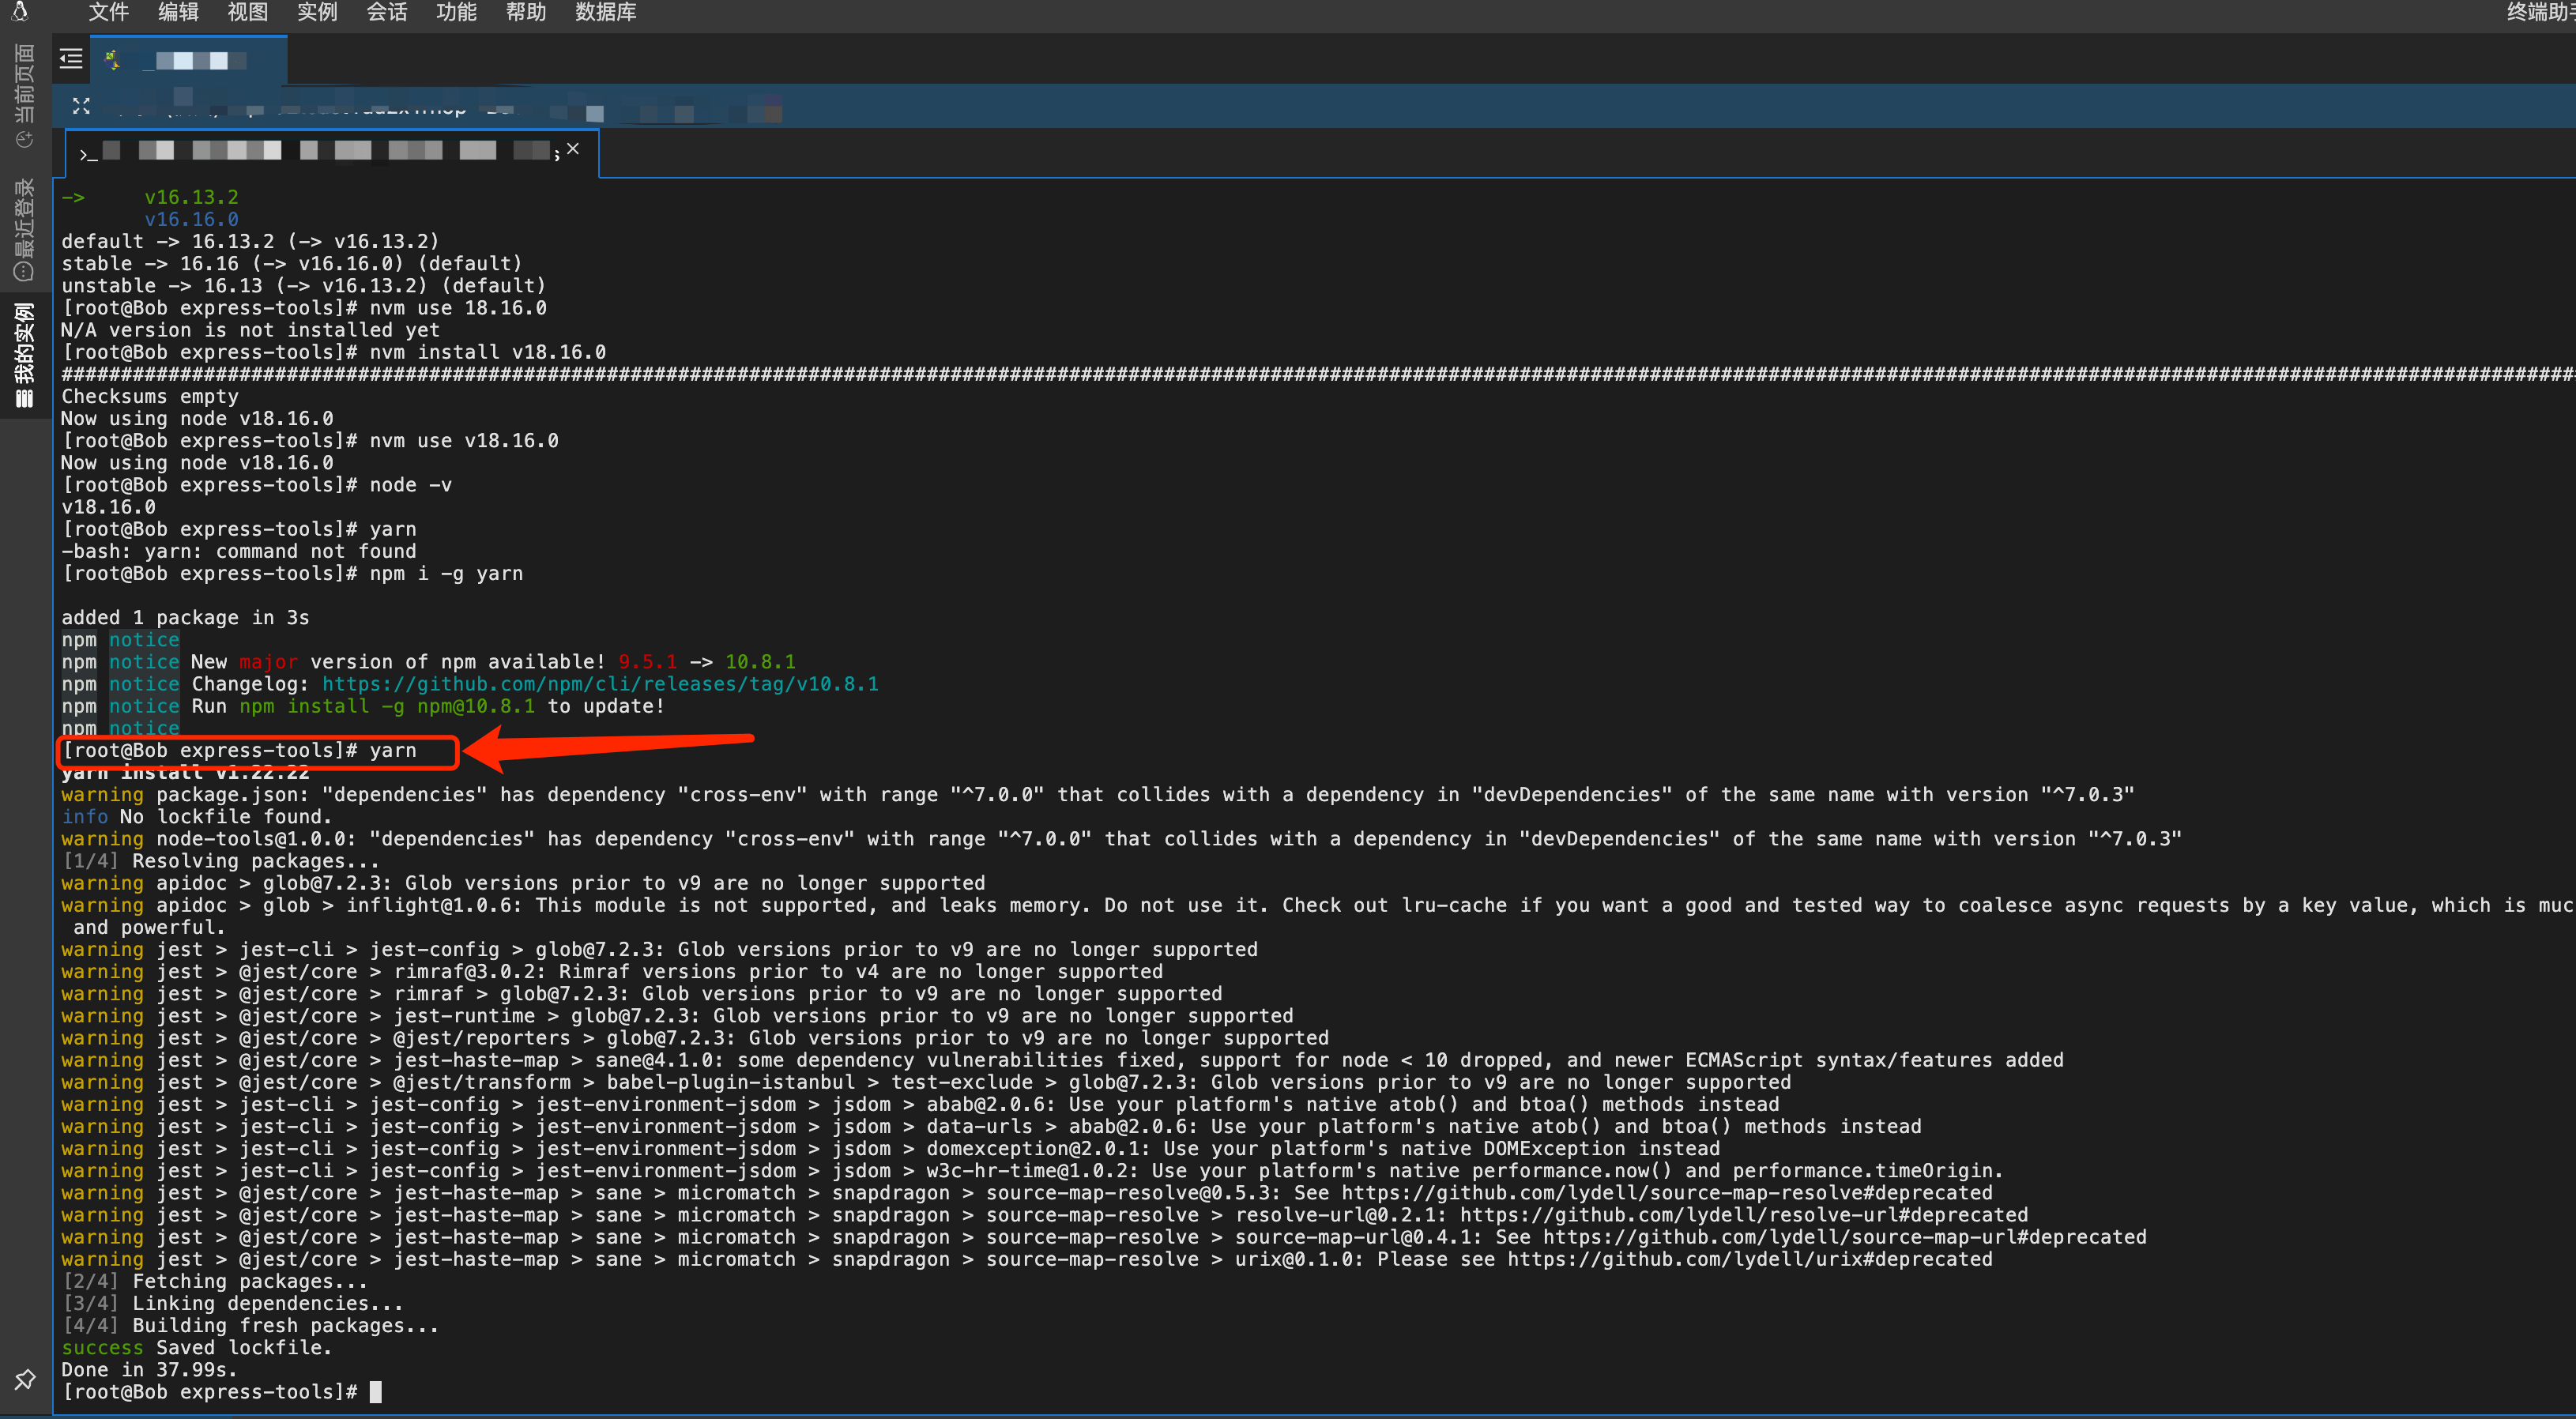 文件 编辑 视图 实例 会话 功能 帮助 数据库
当前页面
最近登录
我的实例
-> v16.13.2
v16.16.0
default -> 16.13.2 (-> v16.13.2)
stable -> 16.16 (-> v16.16.0) (default)
unstable -> 16.13 (-> v16.13.2) (default)
[root@Bob express-tools]# nvm use 18.16.0
N/A version is not installed yet
[root@Bob express-tools]# nvm install v18.16.0
Checksums empty
Now using node v18.16.0
[root@Bob express-tools]# nvm use v18.16.0
Now using node v18.16.0
[root@Bob express-tools]# node -v
v18.16.0
[root@Bob express-tools]# yarn
-bash: yarn: command not found
[root@Bob express-tools]# npm i -g yarn
added 1 package in 3s
npm notice
npm notice New major version of npm available! 9.5.1 -> 10.8.1
npm notice Changelog: https://github.com/npm/cli/releases/tag/v10.8.1
npm notice Run npm install -g npm@10.8.1 to update!
npm notice
[root@Bob express-tools]# yarn
yarn install v1.22.22
warning package.json: "dependencies" has dependency "cross-env" with range "^7.0.0" that collides with a dependency in "devDependencies" of the same name with version "^7.0.3"
info No lockfile found.
warning node-tools@1.0.0: "dependencies" has dependency "cross-env" with range "^7.0.0" that collides with a dependency in "devDependencies" of the same name with version "^7.0.3"
[1/4] Resolving packages...
warning apidoc > glob@7.2.3: Glob versions prior to v9 are no longer supported
warning apidoc > glob > inflight@1.0.6: This module is not supported, and leaks memory. Do not use it. Check out lru-cache if you want a good and tested way to coalesce async requests by a key value, which is muc
and powerful.
warning jest > jest-cli > jest-config > glob@7.2.3: Glob versions prior to v9 are no longer supported
warning jest > @jest/core > rimraf@3.0.2: Rimraf versions prior to v4 are no longer supported
warning jest > @jest/core > rimraf > glob@7.2.3: Glob versions prior to v9 are no longer supported
warning jest > @jest/core > jest-runtime > glob@7.2.3: Glob versions prior to v9 are no longer supported
warning jest > @jest/core > @jest/reporters > glob@7.2.3: Glob versions prior to v9 are no longer supported
warning jest > @jest/core > jest-haste-map > sane@4.1.0: some dependency vulnerabilities fixed, support for node < 10 dropped, and newer ECMAScript syntax/features added
warning jest > @jest/core > @jest/transform > babel-plugin-istanbul > test-exclude > glob@7.2.3: Glob versions prior to v9 are no longer supported
warning jest > jest-cli > jest-config > jest-environment-jsdom > jsdom > abab@2.0.6: Use your platform's native atob() and btoa() methods instead
warning jest > jest-cli > jest-config > jest-environment-jsdom > jsdom > data-urls > abab@2.0.6: Use your platform's native atob() and btoa() methods instead
warning jest > jest-cli > jest-config > jest-environment-jsdom > jsdom > domexception@2.0.1: Use your platform's native DOMException instead
warning jest > jest-cli > jest-config > jest-environment-jsdom > jsdom > w3c-hr-time@1.0.2: Use your platform's native performance.now() and performance.timeOrigin.
warning jest > @jest/core > jest-haste-map > sane > micromatch > snapdragon > source-map-resolve@0.5.3: See https://github.com/lydell/source-map-resolve#deprecated
warning jest > @jest/core > jest-haste-map > sane > micromatch > snapdragon > source-map-resolve > resolve-url@0.2.1: https://github.com/lydell/resolve-url#deprecated
warning jest > @jest/core > jest-haste-map > sane > micromatch > snapdragon > source-map-resolve > source-map-url@0.4.1: See https://github.com/lydell/source-map-url#deprecated
warning jest > @jest/core > jest-haste-map > sane > micromatch > snapdragon > source-map-resolve > urix@0.1.0: Please see https://github.com/lydell/urix#deprecated
[2/4] Fetching packages...
[3/4] Linking dependencies...
[4/4] Building fresh packages...
success Saved lockfile.
Done in 37.99s.
[root@Bob express-tools]#